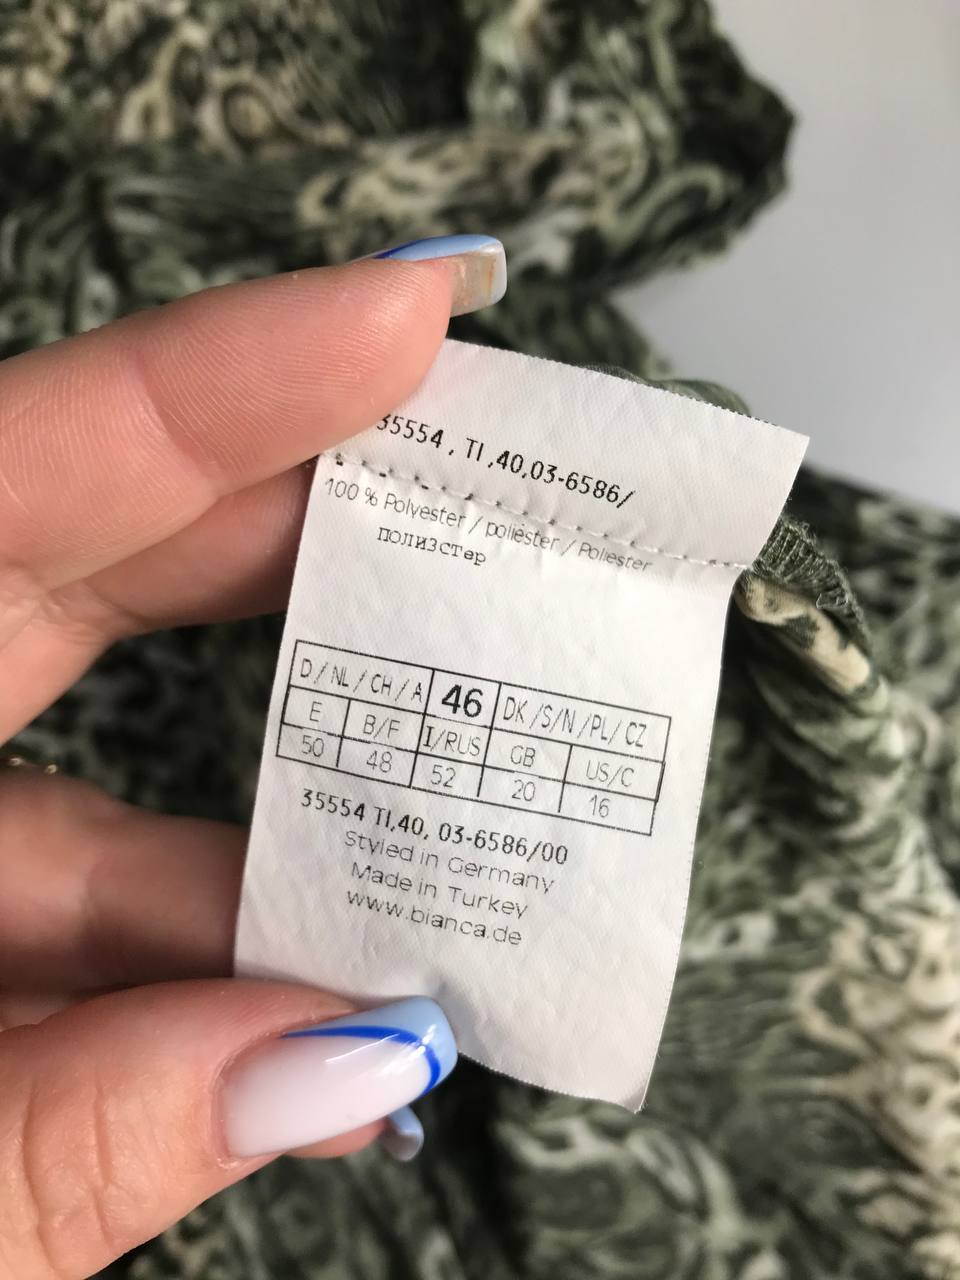 35554 , TI ,40,03-6586/
100 % Polyester / poliéster / Poliester
полизстер
D / NL / CH / A 46 DK /S/N /PL/ CZ
E B/F I/RUS GB US/C
50 48 52 20 16
35554 TI,40, 03-6586/00
Styled in Germany
Made in Turkey
www.bianca.de